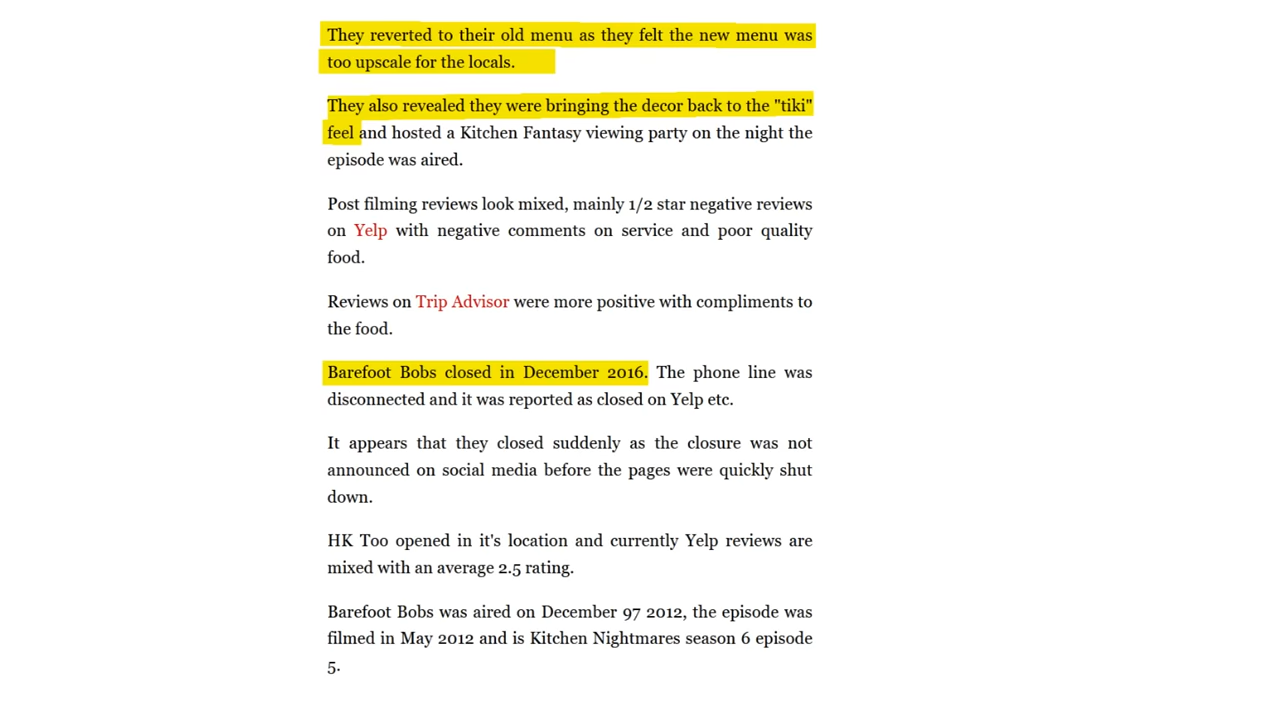 They reverted to their old menu as they felt the new menu was
too upscale for the locals.
They also revealed they were bringing the decor back to the "tiki"
feel and hosted a Kitchen Fantasy viewing party on the night the
episode was aired.
Post filming reviews look mixed, mainly 1/2 star negative reviews
on Yelp with negative comments on service and poor quality
food.
Reviews on Trip Advisor were more positive with compliments to
the food.
Barefoot Bobs closed in December 2016. The phone line was
disconnected and it was reported as closed on Yelp etc.
It appears that they closed suddenly as the closure was not
announced on social media before the pages were quickly shut
down.
HK Too opened in it's location and currently Yelp reviews are
mixed with an average 2.5 rating.
Barefoot Bobs was aired on December 97 2012, the episode was
filmed in May 2012 and is Kitchen Nightmares season 6 episode
5.